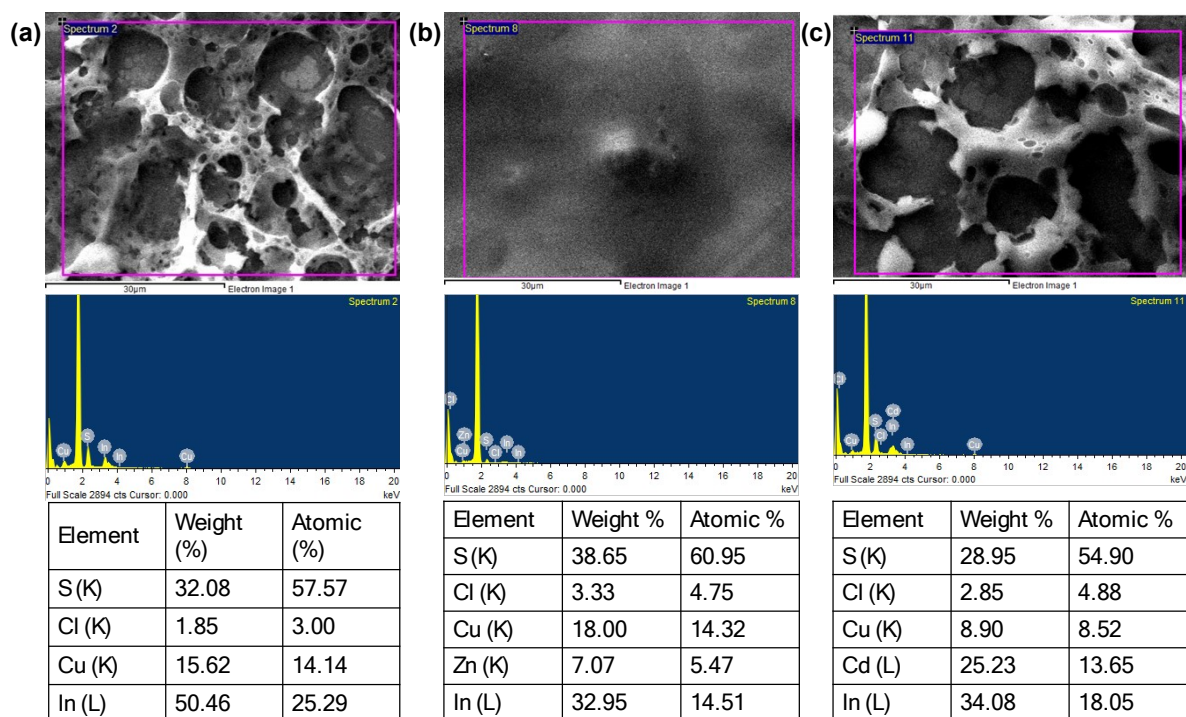 (a)
Spectrum 2
30µm
Electron Image 1
Spectrum 2
Cu
S
In
In
Cu
0 2 4 6 8 10 12 14 16 18 20
Full Scale 2894 cts Cursor: 0.000
keV
Element Weight (%) Atomic (%)
S (K) 32.08 57.57
Cl (K) 1.85 3.00
Cu (K) 15.62 14.14
In (L) 50.46 25.29
(b)
Spectrum 8
30µm
Electron Image 1
Spectrum 8
Cl
Zn
Cu
S
Cl
In
In
0 2 4 6 8 10 12 14 16 18 20
Full Scale 2894 cts Cursor: 0.000
keV
Element Weight % Atomic %
S (K) 38.65 60.95
Cl (K) 3.33 4.75
Cu (K) 18.00 14.32
Zn (K) 7.07 5.47
In (L) 32.95 14.51
(c)
Spectrum 11
30µm
Electron Image 1
Spectrum 11
Cl
Cu
S
Cl
Cd
In
In
Cu
0 2 4 6 8 10 12 14 16 18 20
Full Scale 2894 cts Cursor: 0.000
keV
Element Weight % Atomic %
S (K) 28.95 54.90
Cl (K) 2.85 4.88
Cu (K) 8.90 8.52
Cd (L) 25.23 13.65
In (L) 34.08 18.05